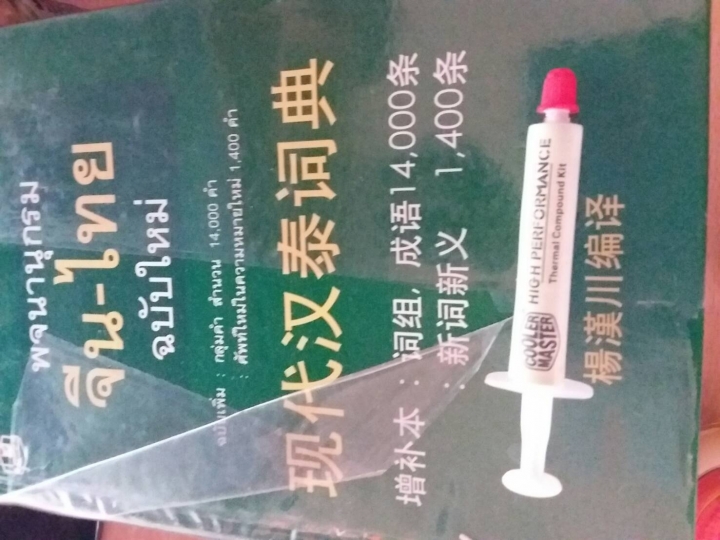 พจนานุกรม
จีน-ไทย
ฉบับใหม่
ฉบับเพิ่ม : กลุ่มคำ สำนวน 14,000 คำ
: ศัพท์ใหม่ในความหมายใหม่ 1,400 คำ
现代汉泰词典
增补本 : 词组, 成语14,000条
: 新词新义 1,400条
COOLER MASTER HIGH PERFORMANCE
Thermal Compound Kit
楊漢川编译